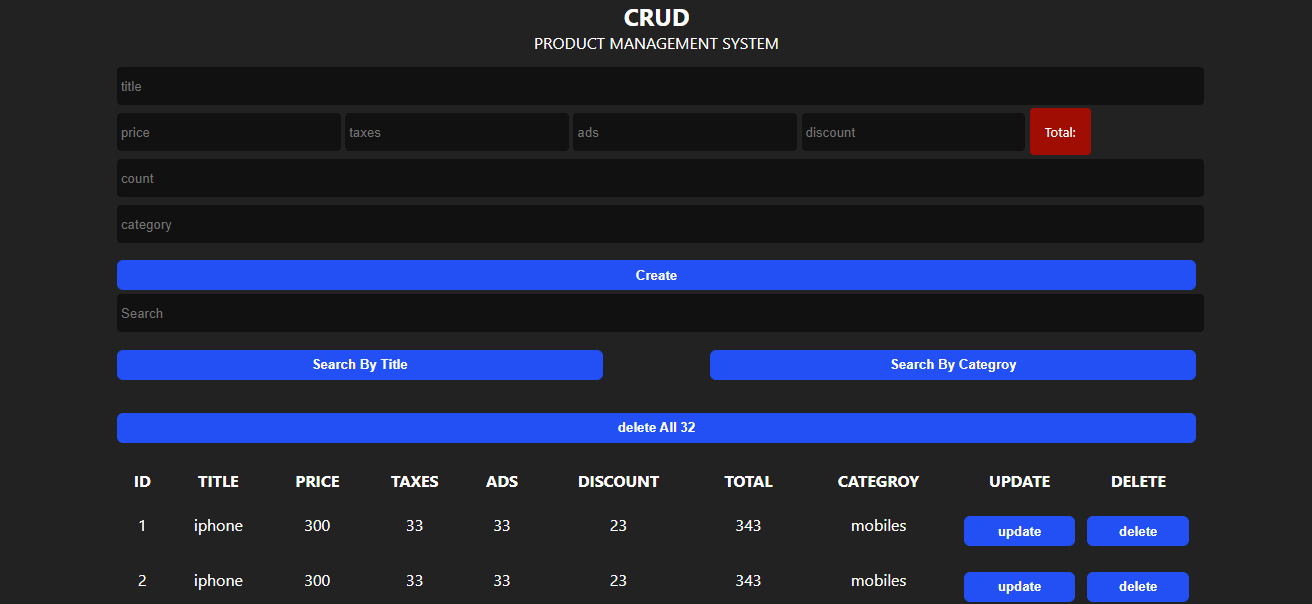 CRUD
PRODUCT MANAGEMENT SYSTEM
title
price taxes ads discount Total:
count
category
Create
Search
Search By Title Search By Categroy
delete All 32
ID TITLE PRICE TAXES ADS DISCOUNT TOTAL CATEGROY UPDATE DELETE
1 iphone 300 33 33 23 343 mobiles update delete
2 iphone 300 33 33 23 343 mobiles update delete